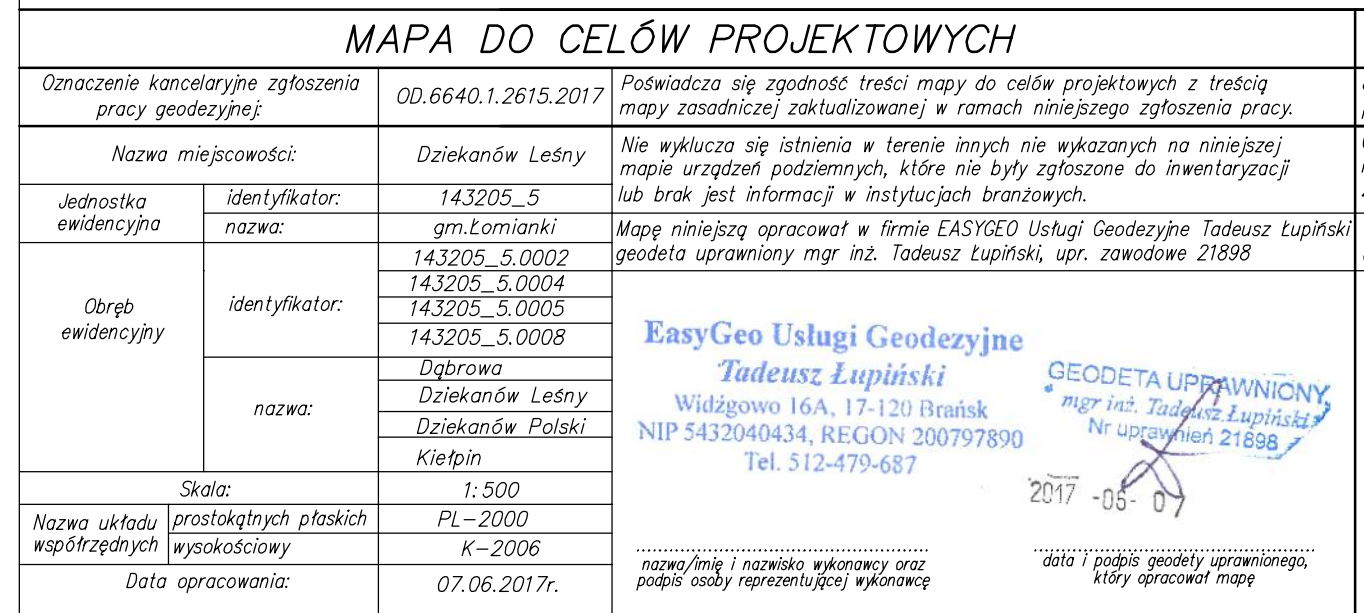 MAPA DO CELÓW PROJEKTOWYCH
Oznaczenie kancelaryjne zgłoszenia
pracy geodezyjnej:
OD.6640.1.2615.2017
Poświadcza się zgodność treści mapy do celów projektowych z treścią
mapy zasadniczej zaktualizowanej w ramach niniejszego zgłoszenia pracy.
Nazwa miejscowości:
Dziekanów Leśny
Nie wyklucza się istnienia w terenie innych nie wykazanych na niniejszej
mapie urządzeń podziemnych, które nie były zgłoszone do inwentaryzacji
lub brak jest informacji w instytucjach branżowych.
Jednostka
ewidencyjna
identyfikator:
143205_5
nazwa:
gm.Łomianki
Mapę niniejszą opracował w firmie EASYGEO Usługi Geodezyjne Tadeusz Łupiński
geodeta uprawniony mgr inż. Tadeusz Łupiński, upr. zawodowe 21898
Obręb
ewidencyjny
identyfikator:
143205_5.0002
143205_5.0004
143205_5.0005
143205_5.0008
nazwa:
Dąbrowa
Dziekanów Leśny
Dziekanów Polski
Kiełpin
Skala:
1:500
Nazwa układu
współrzędnych
prostokątnych płaskich
PL-2000
wysokościowy
K-2006
Data opracowania:
07.06.2017r.
EasyGeo Usługi Geodezyjne
Tadeusz Łupiński
Widźgowo 16A, 17-120 Brańsk
NIP 5432040434, REGON 200797890
Tel. 512-479-687
GEODETA UPRAWNIONY
mgr inż. Tadeusz Łupiński
Nr uprawnień 21898
2017 -06- 07
nazwa/imię i nazwisko wykonawcy oraz
podpis osoby reprezentującej wykonawcę
data i podpis geodety uprawnionego,
który opracował mapę